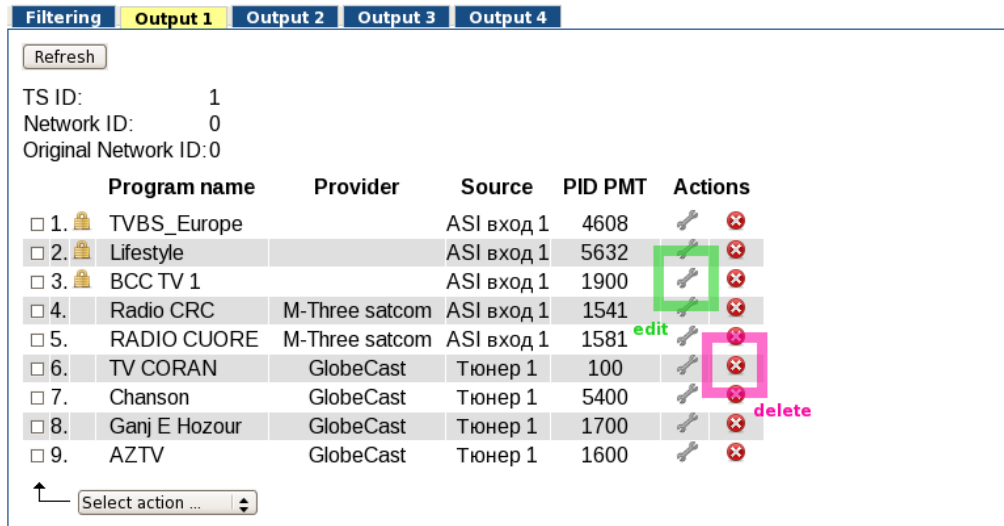 Filtering Output 1 Output 2 Output 3 Output 4
Refresh
TS ID: 1
Network ID: 0
Original Network ID: 0
Program name Provider Source PID PMT Actions
1. TVBS_Europe ASI вход 1 4608
2. Lifestyle ASI вход 1 5632
3. BCC TV 1 ASI вход 1 1900
4. Radio CRC M-Three satcom ASI вход 1 1541
edit
5. RADIO CUORE M-Three satcom ASI вход 1 1581
6. TV CORAN GlobeCast Тюнер 1 100
7. Chanson GlobeCast Тюнер 1 5400
delete
8. Ganj E Hozour GlobeCast Тюнер 1 1700
9. AZTV GlobeCast Тюнер 1 1600
Select action ...